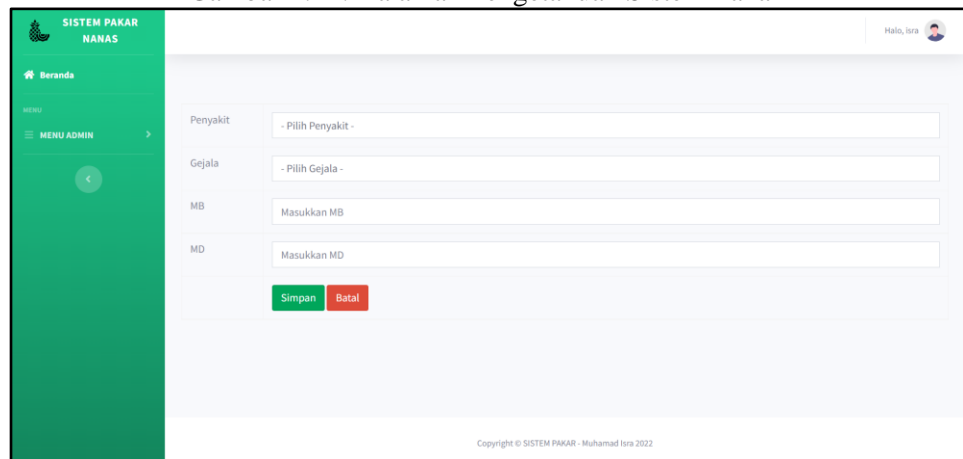 SISTEM PAKAR
NANAS
Halo, isra
Beranda
MENU
MENU ADMIN
Penyakit
- Pilih Penyakit -
Gejala
- Pilih Gejala -
MB
Masukkan MB
MD
Masukkan MD
Simpan
Batal
Copyright © SISTEM PAKAR - Muhamad Isra 2022